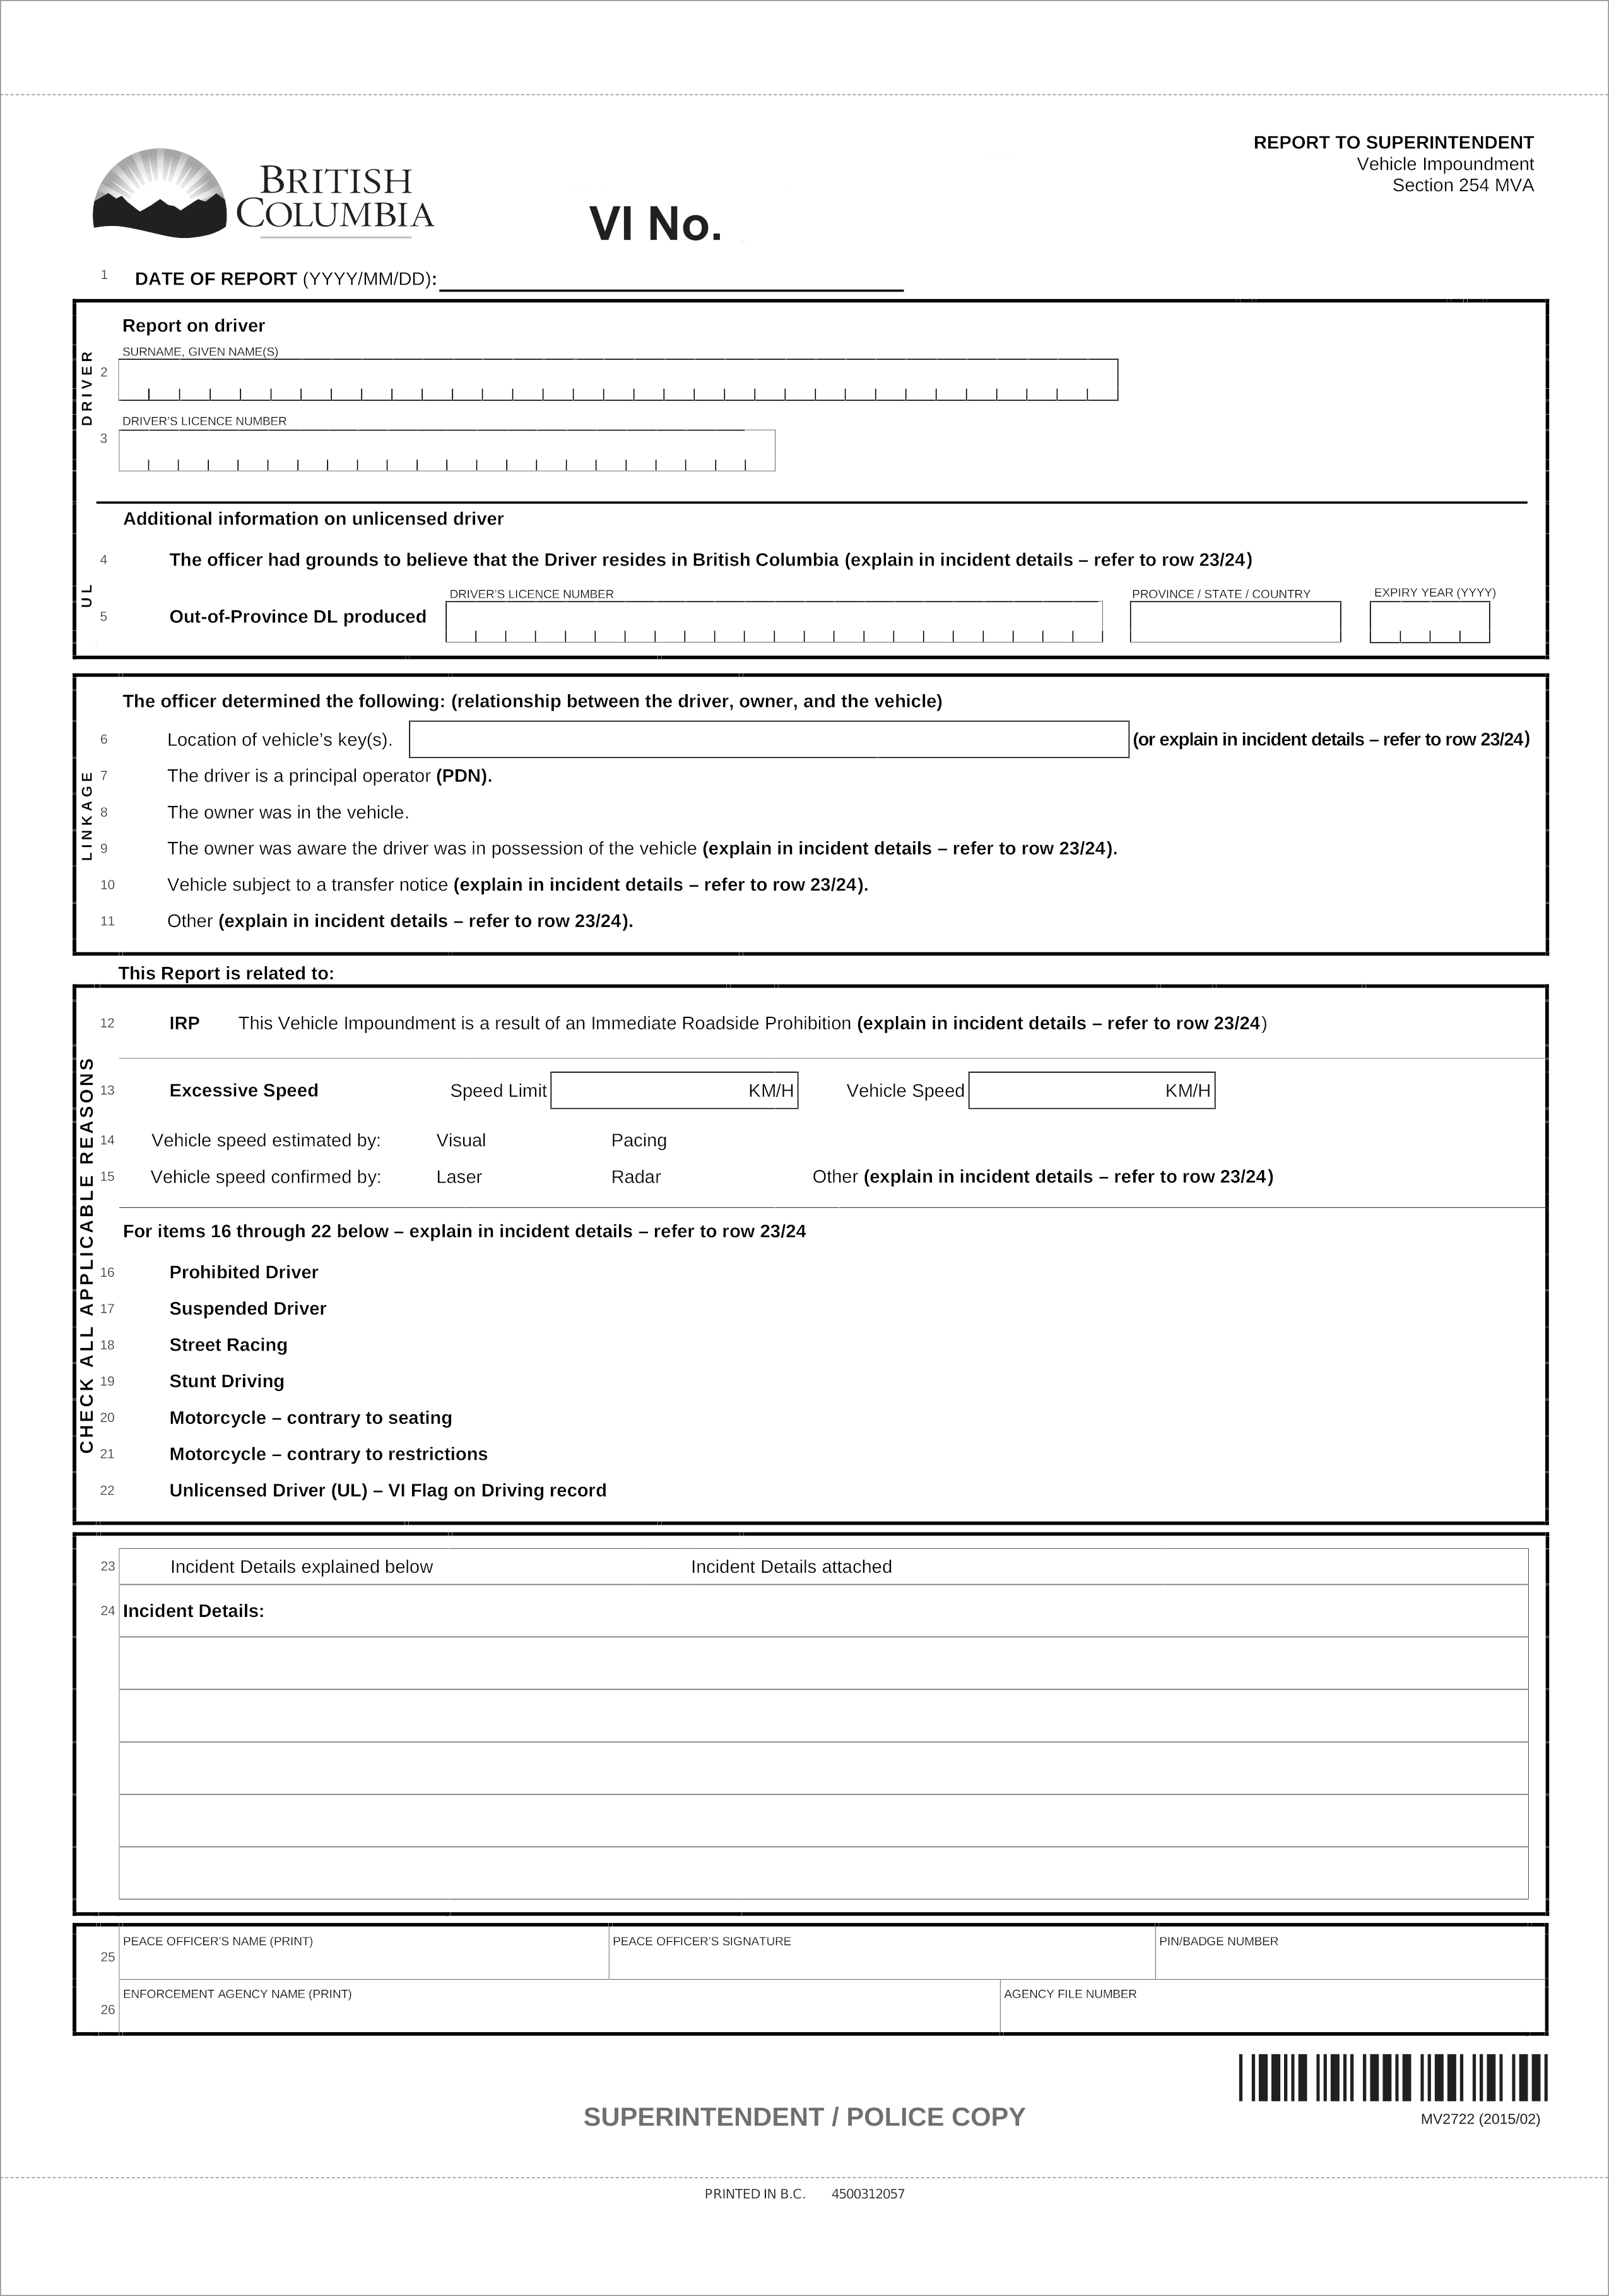 REPORT TO SUPERINTENDENT
Vehicle Impoundment
Section 254 MVA
BRITISH
COLUMBIA
VI No.
1 DATE OF REPORT (YYYY/MM/DD):
DRIVER
Report on driver
SURNAME, GIVEN NAME(S)
2
DRIVER'S LICENCE NUMBER
3
UL
Additional information on unlicensed driver
4 The officer had grounds to believe that the Driver resides in British Columbia (explain in incident details – refer to row 23/24)
DRIVER'S LICENCE NUMBER PROVINCE / STATE / COUNTRY EXPIRY YEAR (YYYY)
5 Out-of-Province DL produced
LINKAGE
The officer determined the following: (relationship between the driver, owner, and the vehicle)
6 Location of vehicle's key(s). (or explain in incident details – refer to row 23/24)
7 The driver is a principal operator (PDN).
8 The owner was in the vehicle.
9 The owner was aware the driver was in possession of the vehicle (explain in incident details – refer to row 23/24).
10 Vehicle subject to a transfer notice (explain in incident details – refer to row 23/24).
11 Other (explain in incident details – refer to row 23/24).
This Report is related to:
CHECK ALL APPLICABLE REASONS
12 IRP This Vehicle Impoundment is a result of an Immediate Roadside Prohibition (explain in incident details – refer to row 23/24)
13 Excessive Speed Speed Limit KM/H Vehicle Speed KM/H
14 Vehicle speed estimated by: Visual Pacing
15 Vehicle speed confirmed by: Laser Radar Other (explain in incident details – refer to row 23/24)
For items 16 through 22 below – explain in incident details – refer to row 23/24
16 Prohibited Driver
17 Suspended Driver
18 Street Racing
19 Stunt Driving
20 Motorcycle – contrary to seating
21 Motorcycle – contrary to restrictions
22 Unlicensed Driver (UL) – VI Flag on Driving record
23 Incident Details explained below Incident Details attached
24 Incident Details:
25 PEACE OFFICER'S NAME (PRINT) PEACE OFFICER'S SIGNATURE PIN/BADGE NUMBER
26 ENFORCEMENT AGENCY NAME (PRINT) AGENCY FILE NUMBER
SUPERINTENDENT / POLICE COPY
MV2722 (2015/02)
PRINTED IN B.C. 4500312057